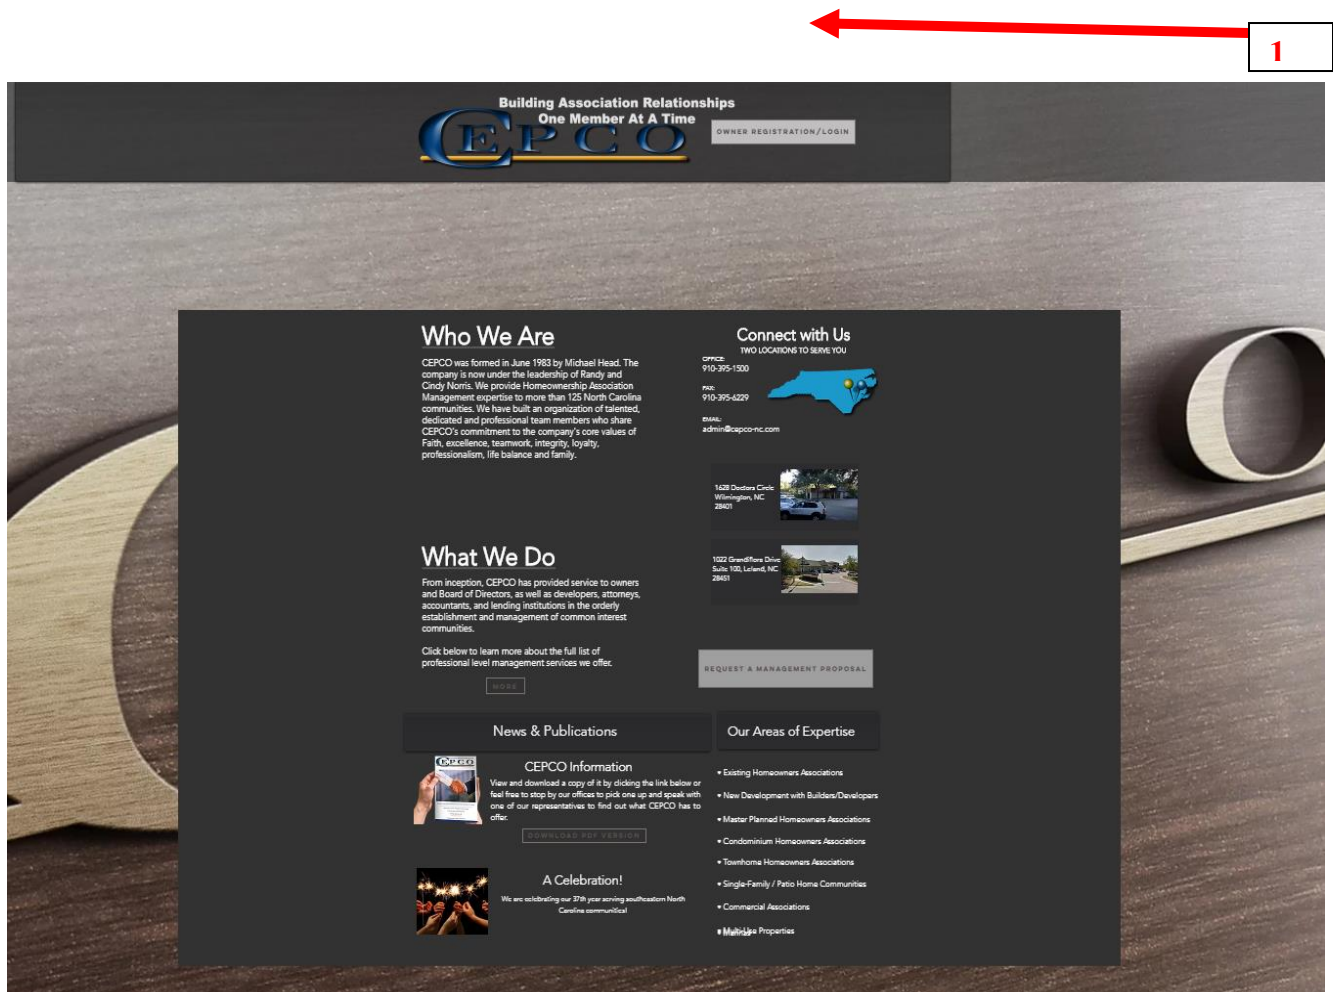 1
Building Association Relationships
One Member At A Time
CEPCO
OWNER REGISTRATION/LOGIN
Who We Are
CEPCO was formed in June 1983 by Michael Head. The
company is now under the leadership of Randy and
Cindy Norris. We provide Homeownership Association
Management expertise to more than 125 North Carolina
communities. We have built an organization of talented,
dedicated and professional team members who share
CEPCO's commitment to the company's core values of
Faith, excellence, teamwork, integrity, loyalty,
professionalism, life balance and family.
Connect with Us
TWO LOCATIONS TO SERVE YOU
OFFICE:
910-395-1500
FAX:
910-395-6229
EMAIL:
admin@cepco-nc.com
1628 Doctors Circle
Wilmington, NC
28401
1022 Grandiflora Drive
Suite 100, Leland, NC
28451
What We Do
From inception, CEPCO has provided service to owners
and Board of Directors, as well as developers, attorneys,
accountants, and lending institutions in the orderly
establishment and management of common interest
communities.
Click below to learn more about the full list of
professional level management services we offer.
MORE
REQUEST A MANAGEMENT PROPOSAL
News & Publications
CEPCO
CEPCO Information
View and download a copy of it by clicking the link below or
feel free to stop by our offices to pick one up and speak with
one of our representatives to find out what CEPCO has to
offer.
DOWNLOAD PDF VERSION
A Celebration!
We are celebrating our 37th year serving southeastern North
Carolina communities!
Our Areas of Expertise
• Existing Homeowners Associations
• New Development with Builders/Developers
• Master Planned Homeowners Associations
• Condominium Homeowners Associations
• Townhome Homeowners Associations
• Single-Family / Patio Home Communities
• Commercial Associations
• Multi-Use Properties